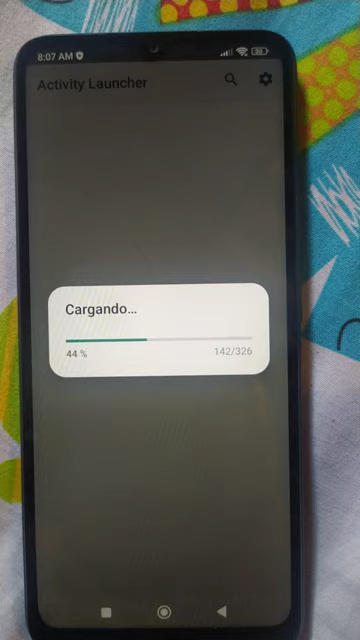 8:07 AM
Activity Launcher
Cargando...
44 %
142/326